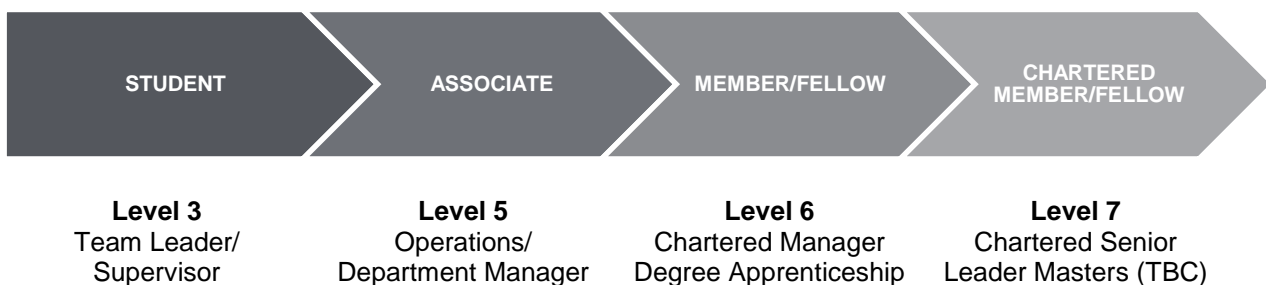 STUDENT
ASSOCIATE
MEMBER/FELLOW
CHARTERED
MEMBER/FELLOW
Level 3
Team Leader/
Supervisor
Level 5
Operations/
Department Manager
Level 6
Chartered Manager
Degree Apprenticeship
Level 7
Chartered Senior
Leader Masters (TBC)